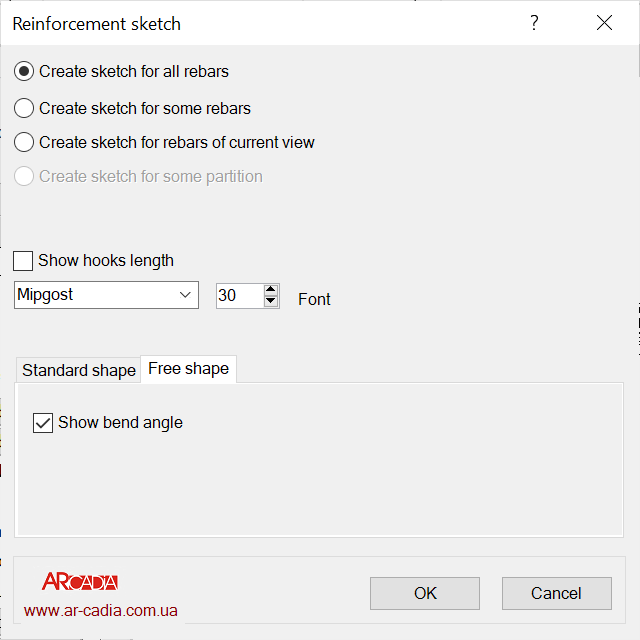 Reinforcement sketch ?
Create sketch for all rebars
Create sketch for some rebars
Create sketch for rebars of current view
Create sketch for some partition
Show hooks length
Mipgost 30 Font
Standard shape Free shape
Show bend angle
ARCADIA
www.ar-cadia.com.ua
OK Cancel